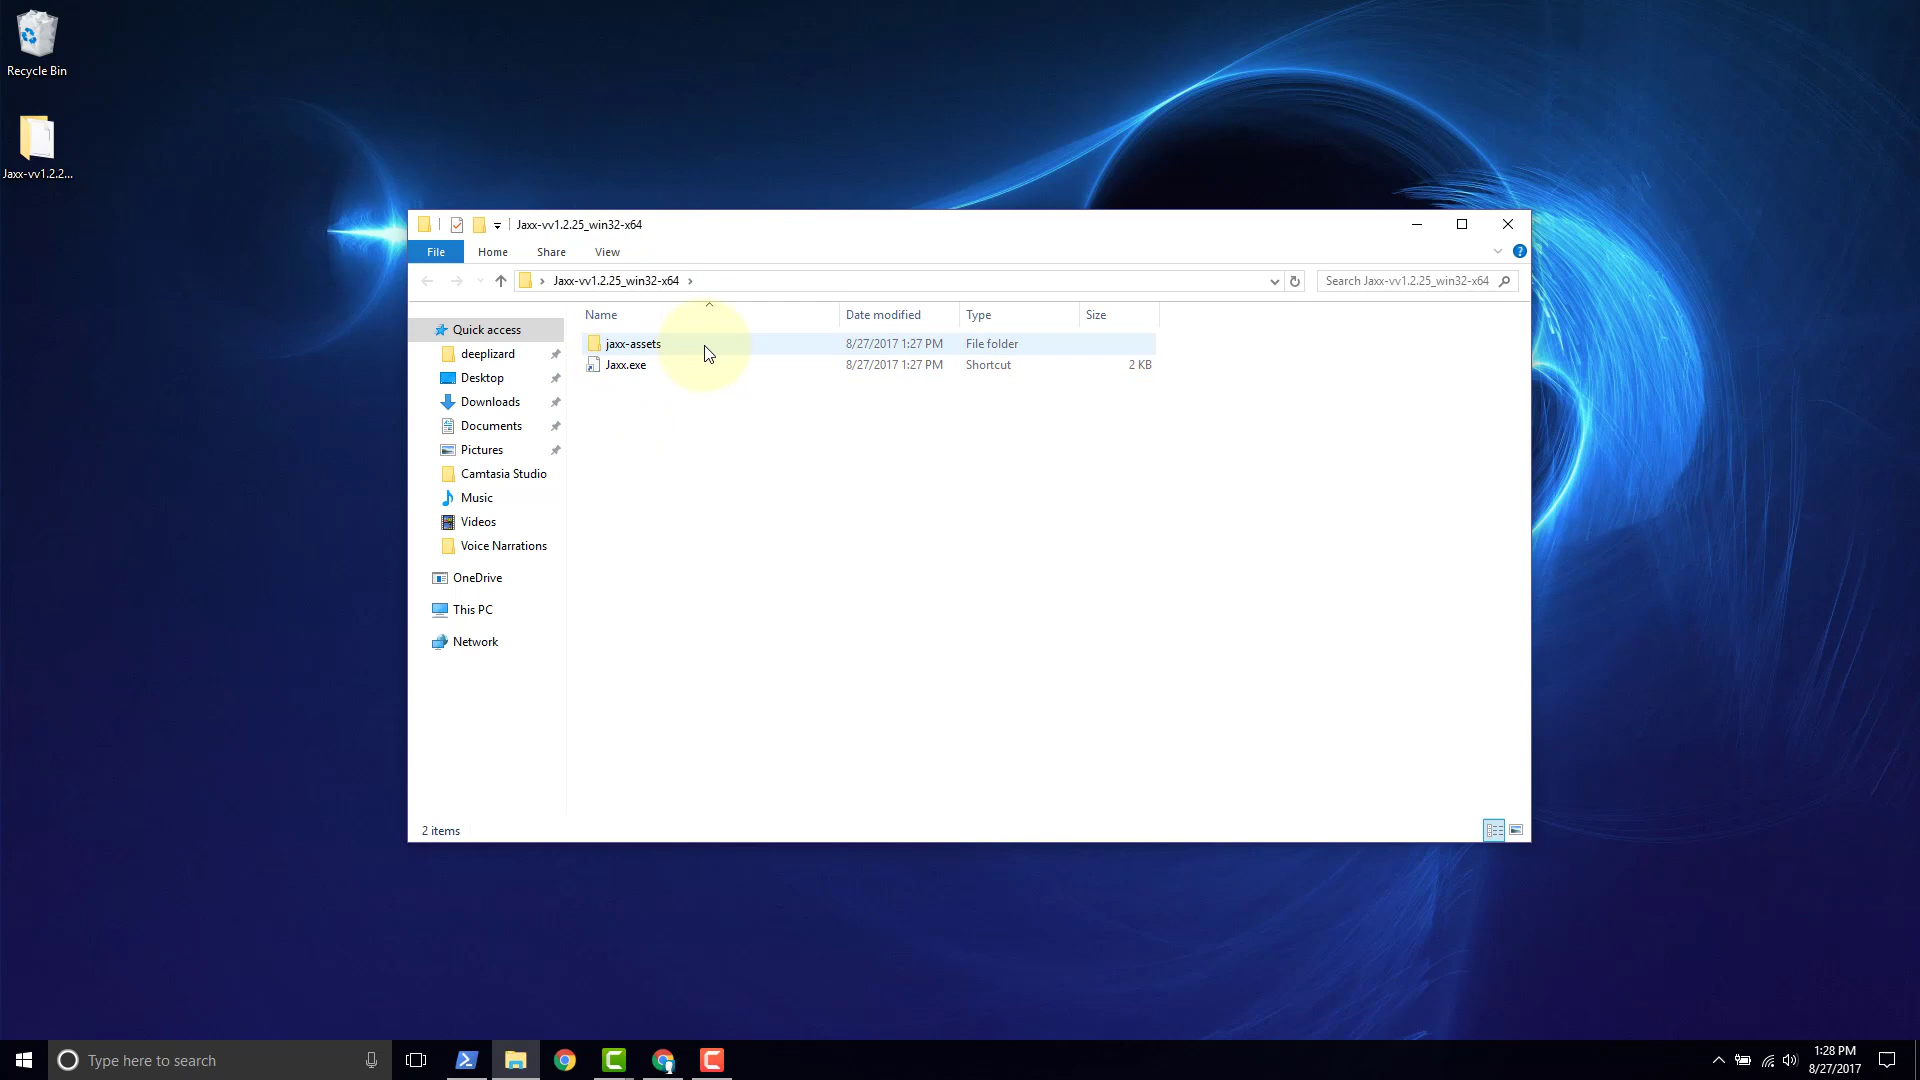 Recycle Bin
Jaxx-vv1.2.2...
Jaxx-vv1.2.25_win32-x64
File Home Share View
Jaxx-vv1.2.25_win32-x64
Search Jaxx-vv1.2.25_win32-x64
Name Date modified Type Size
jaxx-assets 8/27/2017 1:27 PM File folder
Jaxx.exe 8/27/2017 1:27 PM Shortcut 2 KB
Quick access
deeplizard
Desktop
Downloads
Documents
Pictures
Camtasia Studio
Music
Videos
Voice Narrations
OneDrive
This PC
Network
2 items
Type here to search
1:28 PM
8/27/2017